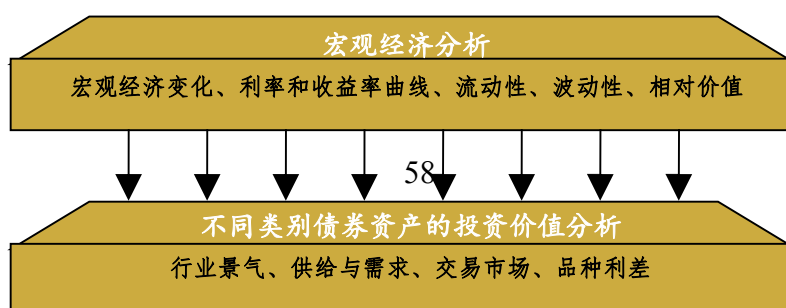 宏观经济分析
宏观经济变化、利率和收益率曲线、流动性、波动性、相对价值
58
不同类别债券资产的投资价值分析
行业景气、供给与需求、交易市场、品种利差